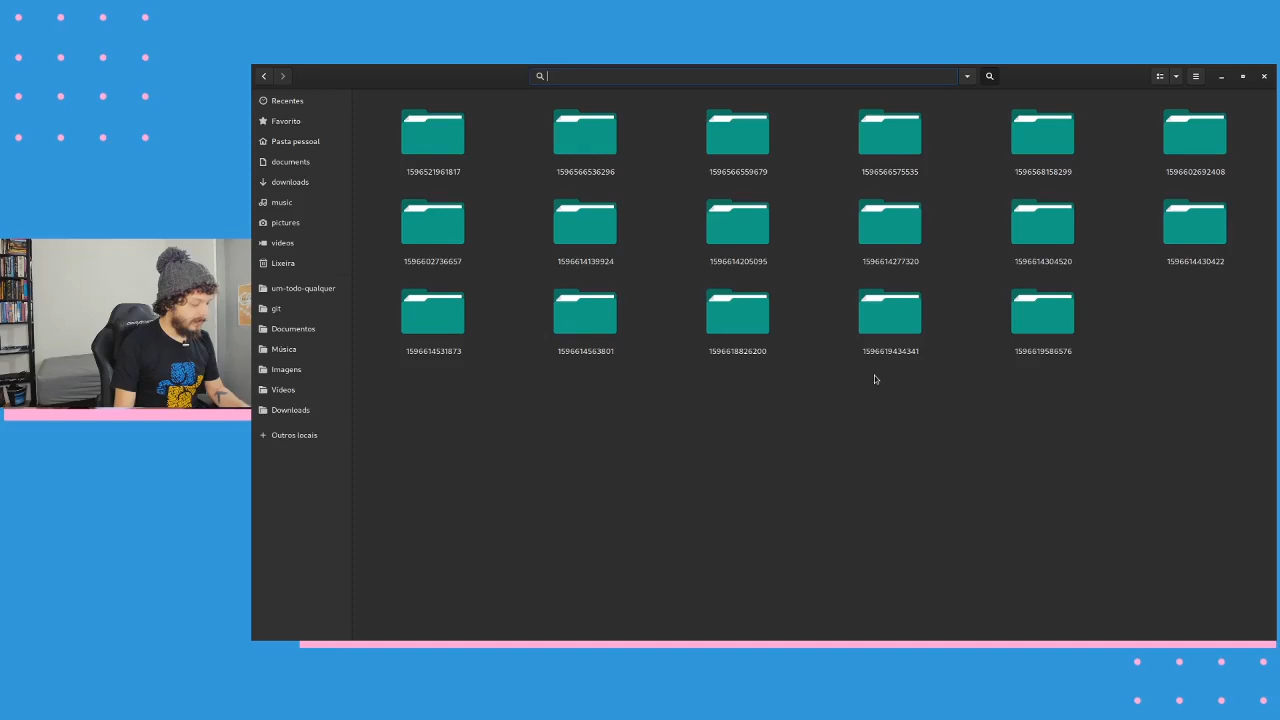 Recentes
Favorito
Pasta pessoal
documents
downloads
music
pictures
videos
Lixeira
um-todo-qualquer
git
Documentos
Música
Imagens
Vídeos
Downloads
Outros locais
1596521961817 1596566536296 1596566559679 1596566575535 1596568158299 1596602692408
1596602736657 1596614139924 1596614205095 1596614277320 1596614304520 1596614430422
1596614531873 1596614563801 1596618826200 1596619434341 1596619586576